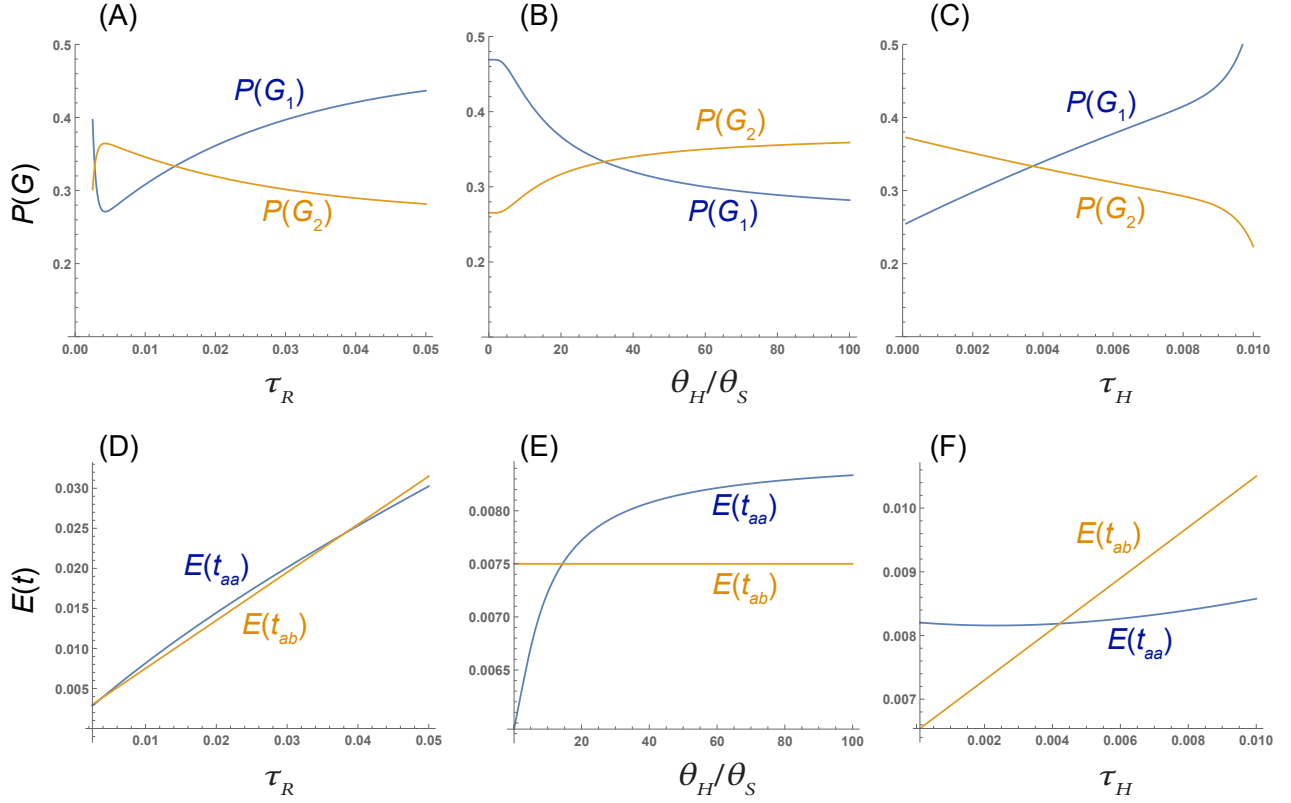 (A)
P(G)
0.5
0.4
0.3
0.2
P(G1)
P(G2)
0.00 0.01 0.02 0.03 0.04 0.05
τR
(B)
0.5
0.4
0.3
0.2
P(G2)
P(G1)
0 20 40 60 80 100
θH/θS
(C)
0.5
0.4
0.3
0.2
P(G1)
P(G2)
0.000 0.002 0.004 0.006 0.008 0.010
τH
(D)
E(t)
0.030
0.025
0.020
0.015
0.010
0.005
E(taa)
E(tab)
0.01 0.02 0.03 0.04 0.05
τR
(E)
0.0080
0.0075
0.0070
0.0065
E(taa)
E(tab)
20 40 60 80 100
θH/θS
(F)
0.010
0.009
0.008
0.007
E(tab)
E(taa)
0.002 0.004 0.006 0.008 0.010
τH